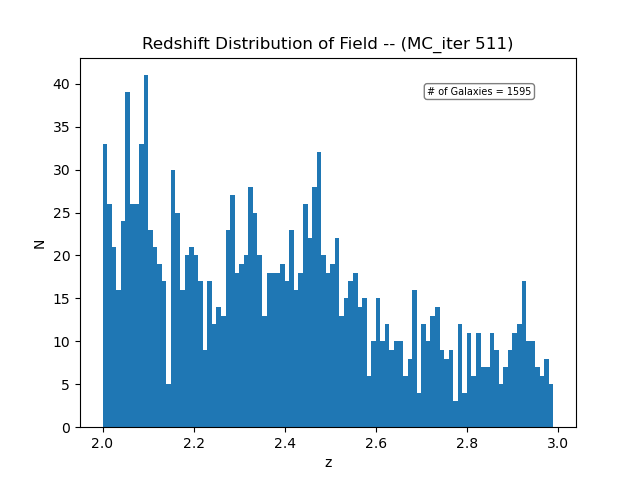 Redshift Distribution of Field -- (MC_iter 511)
# of Galaxies = 1595
N
40
35
30
25
20
15
10
5
0
2.0 2.2 2.4 2.6 2.8 3.0
z